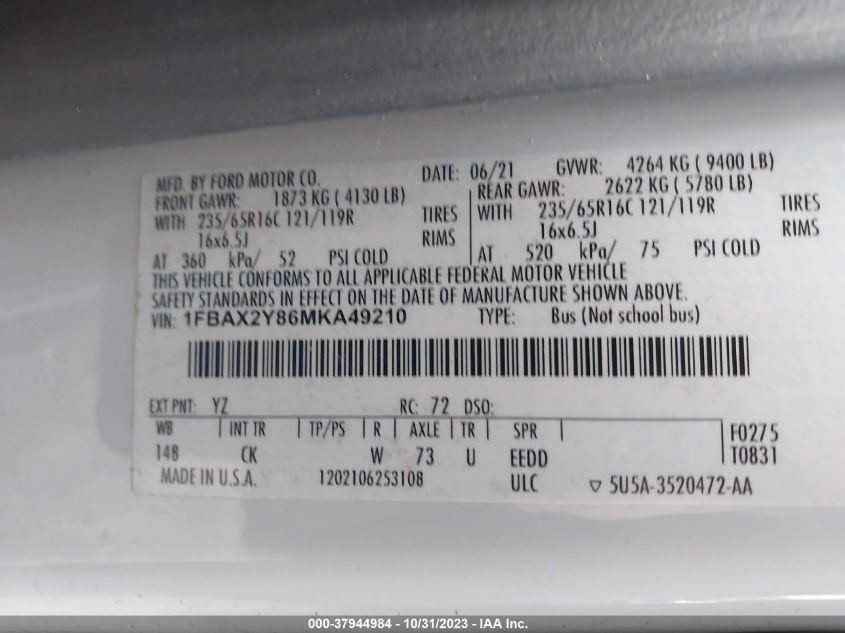 MFD. BY FORD MOTOR CO. DATE: 06/21 GVWR: 4264 KG ( 9400 LB)
FRONT GAWR: 1873 KG ( 4130 LB) REAR GAWR: 2622 KG ( 5780 LB)
WITH 235/65R16C 121/119R TIRES WITH 235/65R16C 121/119R TIRES
16x6.5J RIMS 16x6.5J RIMS
AT 360 kPa/ 52 PSI COLD AT 520 kPa/ 75 PSI COLD
THIS VEHICLE CONFORMS TO ALL APPLICABLE FEDERAL MOTOR VEHICLE
SAFETY STANDARDS IN EFFECT ON THE DATE OF MANUFACTURE SHOWN ABOVE.
VIN: 1FBAX2Y86MKA49210 TYPE: Bus (Not school bus)
EXT PNT: YZ RC: 72 DSO:
WB INT TR TP/PS R AXLE TR SPR F0275
148 CK W 73 U EEDD T0831
MADE IN U.S.A. 1202106253108 ULC ▽ 5U5A-3520472-AA
000-37944984 - 10/31/2023 - IAA Inc.